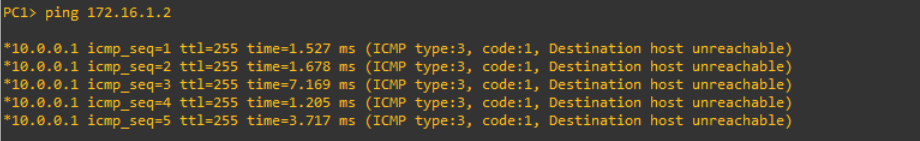 PC1> ping 172.16.1.2
*10.0.0.1 icmp_seq=1 ttl=255 time=1.527 ms (ICMP type:3, code:1, Destination host unreachable)
*10.0.0.1 icmp_seq=2 ttl=255 time=1.678 ms (ICMP type:3, code:1, Destination host unreachable)
*10.0.0.1 icmp_seq=3 ttl=255 time=7.169 ms (ICMP type:3, code:1, Destination host unreachable)
*10.0.0.1 icmp_seq=4 ttl=255 time=1.205 ms (ICMP type:3, code:1, Destination host unreachable)
*10.0.0.1 icmp_seq=5 ttl=255 time=3.717 ms (ICMP type:3, code:1, Destination host unreachable)